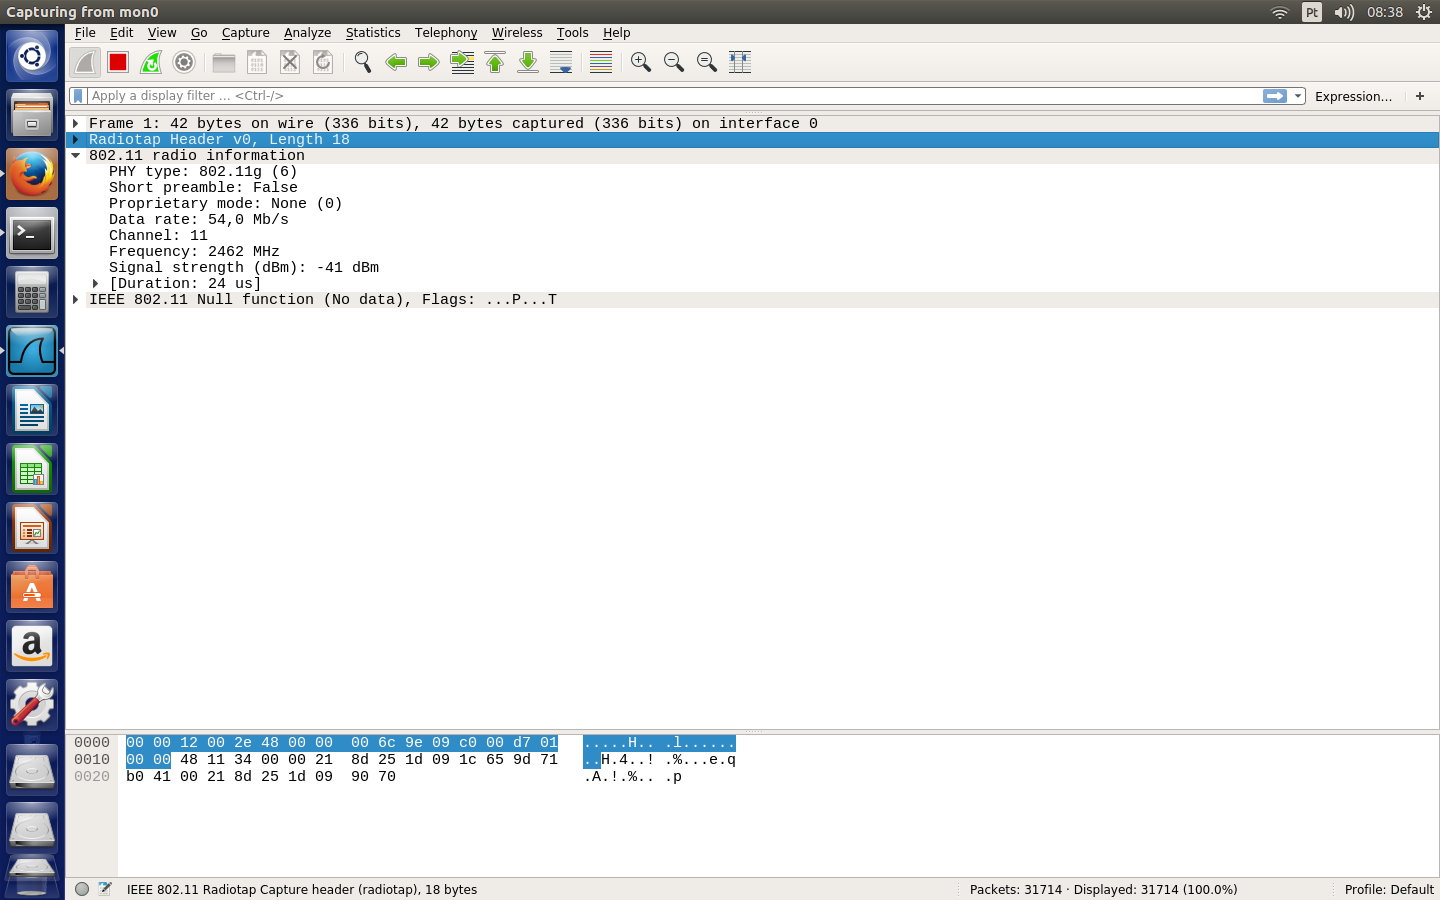 Capturing from mon0
Pt
08:38
File Edit View Go Capture Analyze Statistics Telephony Wireless Tools Help
Apply a display filter ... <Ctrl-/>
Expression...
+
Frame 1: 42 bytes on wire (336 bits), 42 bytes captured (336 bits) on interface 0
Radiotap Header v0, Length 18
802.11 radio information
PHY type: 802.11g (6)
Short preamble: False
Proprietary mode: None (0)
Data rate: 54,0 Mb/s
Channel: 11
Frequency: 2462 MHz
Signal strength (dBm): -41 dBm
[Duration: 24 us]
IEEE 802.11 Null function (No data), Flags: ...P...T
0000 00 00 12 00 2e 48 00 00 00 6c 9e 09 c0 00 d7 01 .....H.. .l......
0010 00 00 48 11 34 00 00 21 8d 25 1d 09 1c 65 9d 71 ..H.4..! .%...e.q
0020 b0 41 00 21 8d 25 1d 09 90 70 .A.!.%.. .p
IEEE 802.11 Radiotap Capture header (radiotap), 18 bytes
Packets: 31714 · Displayed: 31714 (100.0%)
Profile: Default